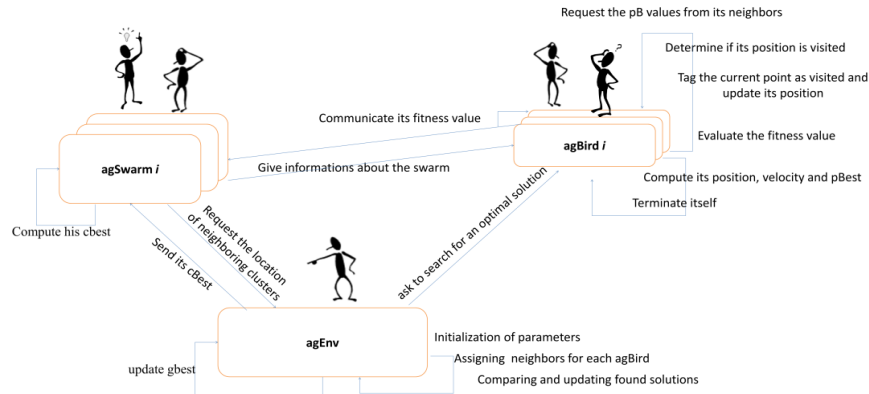 Request the pB values from its neighbors
Determine if its position is visited
Tag the current point as visited and
update its position
Communicate its fitness value
Evaluate the fitness value
agSwarm i
agBird i
Give informations about the swarm
Compute its position, velocity and pBest
Terminate itself
Compute his cbest
Request the location
of neighboring clusters
Send its cBest
ask to search for an optimal solution
agEnv
Initialization of parameters
Assigning neighbors for each agBird
update gbest
Comparing and updating found solutions